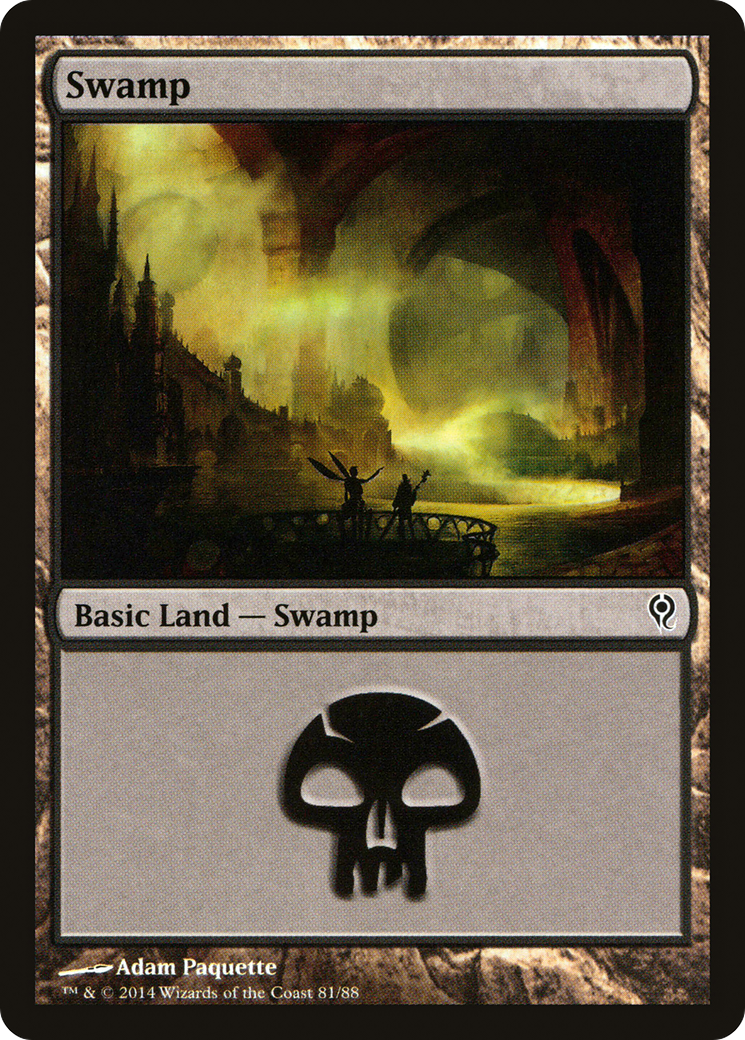 Swamp
Basic Land — Swamp
Adam Paquette
™ & © 2014 Wizards of the Coast 81/88